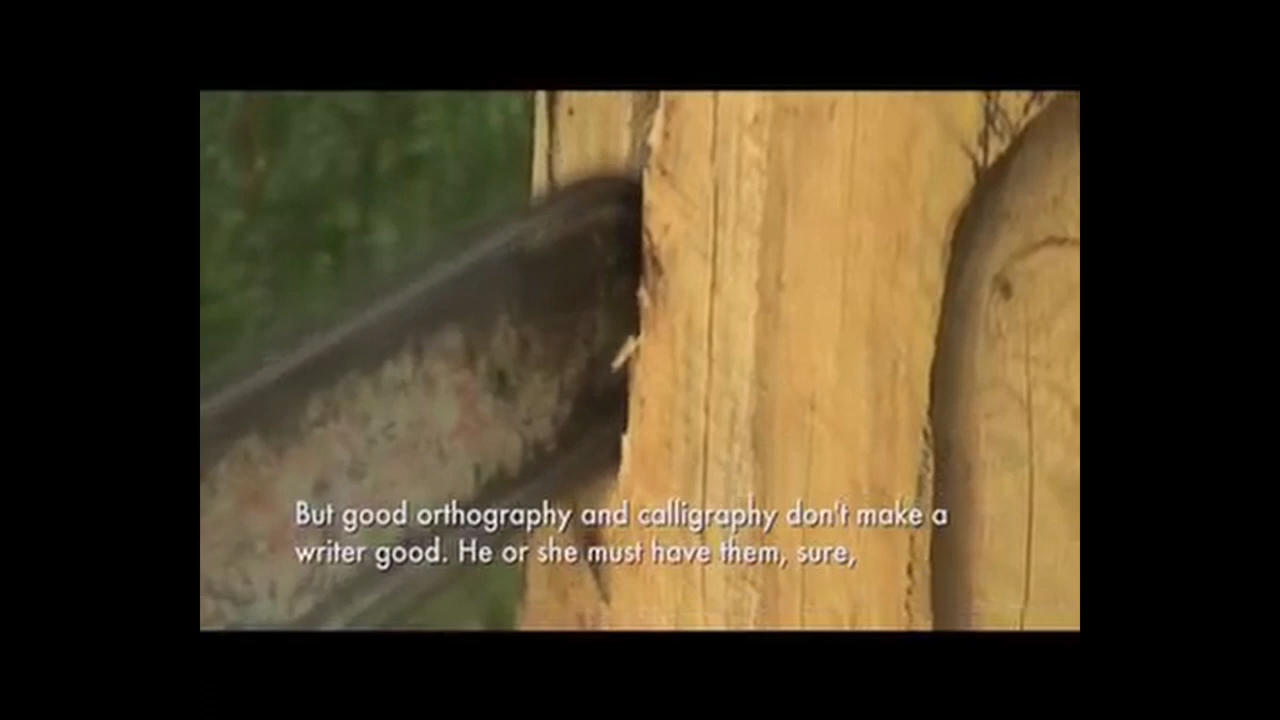 But good orthography and calligraphy don't make a
writer good. He or she must have them, sure,